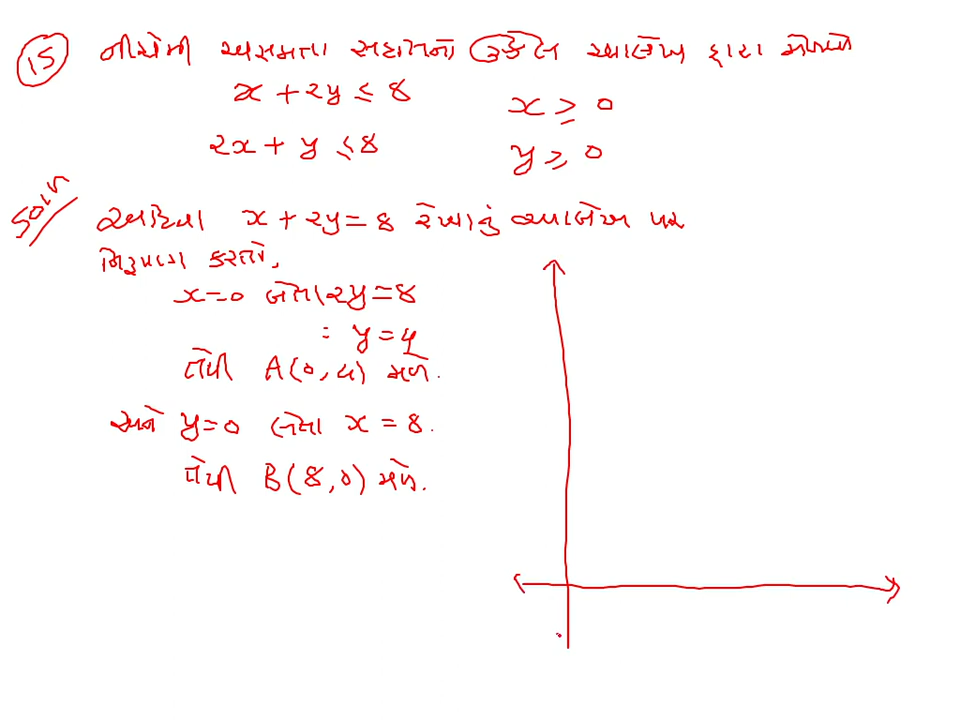 (15) નીચેની અસમતા સંહતિનો ઉકેલ આલેખ દ્વારા મેળવો
x + 2y ≤ 8 x ≥ 0
2x + y ≤ 8 y ≥ 0
Soln અહિયા x + 2y = 8 રેખાનું આલેખ પર
નિરૂપણ કરતાં,
x = 0 લેતા 2y = 8
∴ y = 4
તેથી A(0, 4) મળે.
અને y = 0 લેતા x = 8.
તેથી B(8, 0) મળે.